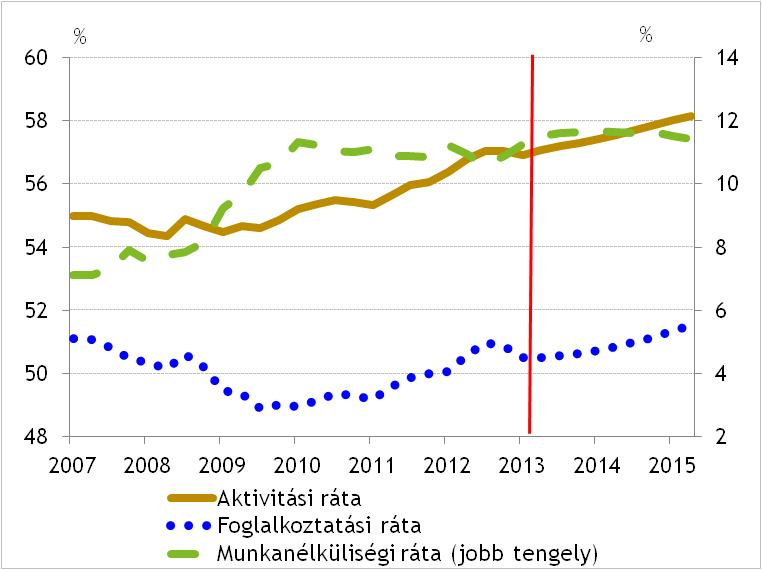 % %
60 14
58 12
56 10
54 8
52 6
50 4
48 2
2007 2008 2009 2010 2011 2012 2013 2014 2015
Aktivitási ráta
Foglalkoztatási ráta
Munkanélküliségi ráta (jobb tengely)